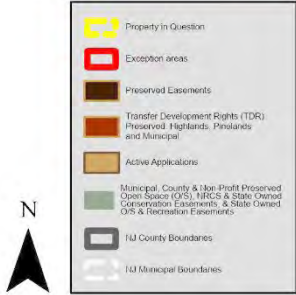 Property in Question
Exception areas
Preserved Easements
Transfer Development Rights (TDR)
Preserved Highlands, Pinelands
and Municipal
Active Applications
Municipal, County & Non-Profit Preserved
Open Space (O/S), NRCS & State Owned
Conservation Easements, & State Owned
O/S & Recreation Easements
N
NJ County Boundaries
NJ Municipal Boundaries